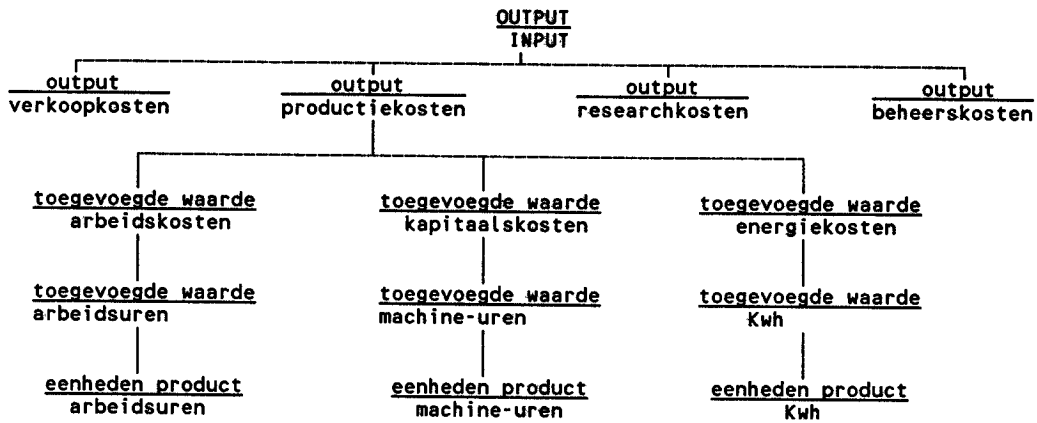 OUTPUT
INPUT
output output output output
verkoopkosten productiekosten researchkosten beheerskosten
toegevoegde waarde toegevoegde waarde toegevoegde waarde
arbeidskosten kapitaalskosten energiekosten
toegevoegde waarde toegevoegde waarde toegevoegde waarde
arbeidsuren machine-uren Kwh
eenheden product eenheden product eenheden product
arbeidsuren machine-uren Kwh